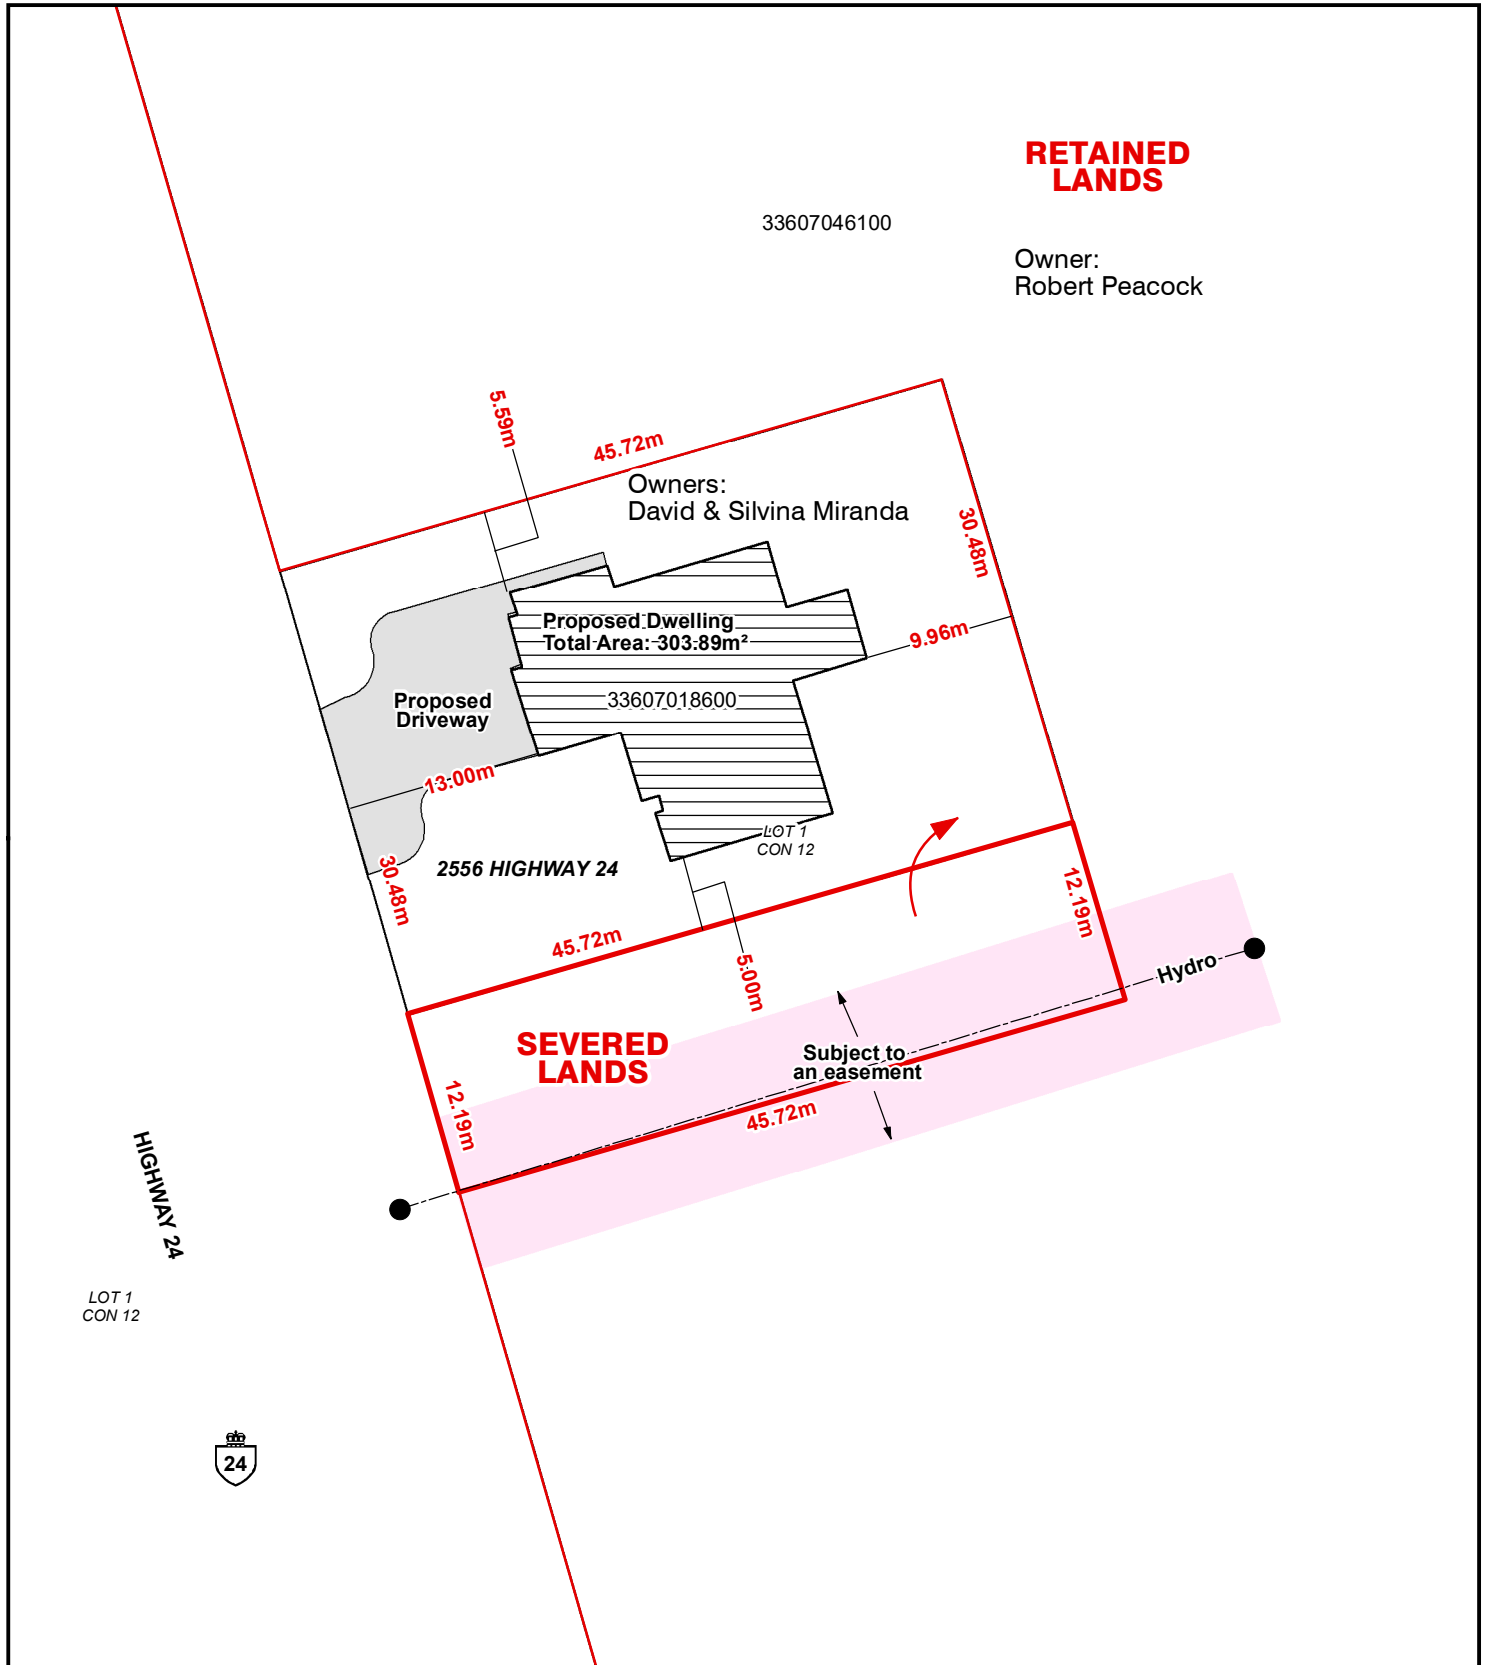 RETAINED
LANDS
33607046100
Owner:
Robert Peacock
5.59m
45.72m
Owners:
David & Silvina Miranda
30.48m
Proposed Dwelling
Total Area: 303.89m²
9.96m
33607018600
Proposed
Driveway
13.00m
LOT 1
CON 12
2556 HIGHWAY 24
30.48m
12.19m
45.72m
5.00m
Hydro
SEVERED
LANDS
Subject to
an easement
12.19m
45.72m
HIGHWAY 24
LOT 1
CON 12
24